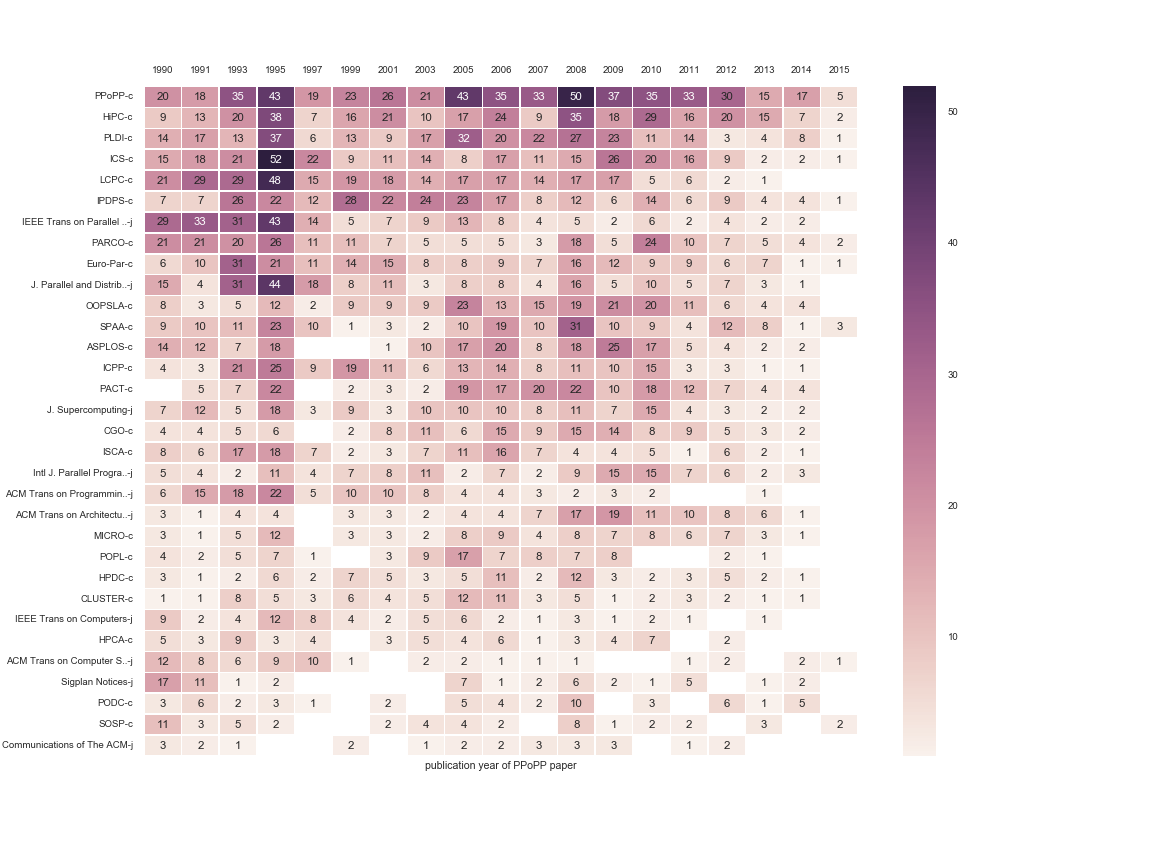 1990 1991 1993 1995 1997 1999 2001 2003 2005 2006 2007 2008 2009 2010 2011 2012 2013 2014 2015
PPoPP-c 20 18 35 43 19 23 26 21 43 35 33 50 37 35 33 30 15 17 5
HiPC-c 9 13 20 38 7 16 21 10 17 24 9 35 18 29 16 20 15 7 2
PLDI-c 14 17 13 37 6 13 9 17 32 20 22 27 23 11 14 3 4 8 1
ICS-c 15 18 21 52 22 9 11 14 8 17 11 15 26 20 16 9 2 2 1
LCPC-c 21 29 29 48 15 19 18 14 17 17 14 17 17 5 6 2 1
IPDPS-c 7 7 26 22 12 28 22 24 23 17 8 12 6 14 6 9 4 4 1
IEEE Trans on Parallel ..-j 29 33 31 43 14 5 7 9 13 8 4 5 2 6 2 4 2 2
PARCO-c 21 21 20 26 11 11 7 5 5 5 3 18 5 24 10 7 5 4 2
Euro-Par-c 6 10 31 21 11 14 15 8 8 9 7 16 12 9 9 6 7 1 1
J. Parallel and Distrib..-j 15 4 31 44 18 8 11 3 8 8 4 16 5 10 5 7 3 1
OOPSLA-c 8 3 5 12 2 9 9 9 23 13 15 19 21 20 11 6 4 4
SPAA-c 9 10 11 23 10 1 3 2 10 19 10 31 10 9 4 12 8 1 3
ASPLOS-c 14 12 7 18 1 10 17 20 8 18 25 17 5 4 2 2
ICPP-c 4 3 21 25 9 19 11 6 13 14 8 11 10 15 3 3 1 1
PACT-c 5 7 22 2 3 2 19 17 20 22 10 18 12 7 4 4
J. Supercomputing-j 7 12 5 18 3 9 3 10 10 10 8 11 7 15 4 3 2 2
CGO-c 4 4 5 6 2 8 11 6 15 9 15 14 8 9 5 3 2
ISCA-c 8 6 17 18 7 2 3 7 11 16 7 4 4 5 1 6 2 1
Intl J. Parallel Progra..-j 5 4 2 11 4 7 8 11 2 7 2 9 15 15 7 6 2 3
ACM Trans on Programmin..-j 6 15 18 22 5 10 10 8 4 4 3 2 3 2 1
ACM Trans on Architectu..-j 3 1 4 4 3 3 2 4 4 7 17 19 11 10 8 6 1
MICRO-c 3 1 5 12 3 3 2 8 9 4 8 7 8 6 7 3 1
POPL-c 4 2 5 7 1 3 9 17 7 8 7 8 2 1
HPDC-c 3 1 2 6 2 7 5 3 5 11 2 12 3 2 3 5 2 1
CLUSTER-c 1 1 8 5 3 6 4 5 12 11 3 5 1 2 3 2 1 1
IEEE Trans on Computers-j 9 2 4 12 8 4 2 5 6 2 1 3 1 2 1 1
HPCA-c 5 3 9 3 4 3 5 4 6 1 3 4 7 2
ACM Trans on Computer S..-j 12 8 6 9 10 1 2 2 1 1 1 1 2 2 1
Sigplan Notices-j 17 11 1 2 7 1 2 6 2 1 5 1 2
PODC-c 3 6 2 3 1 2 5 4 2 10 3 6 1 5
SOSP-c 11 3 5 2 2 4 4 2 8 1 2 2 3 2
Communications of The ACM-j 3 2 1 2 1 2 2 3 3 3 1 2
publication year of PPoPP paper
50
40
30
20
10